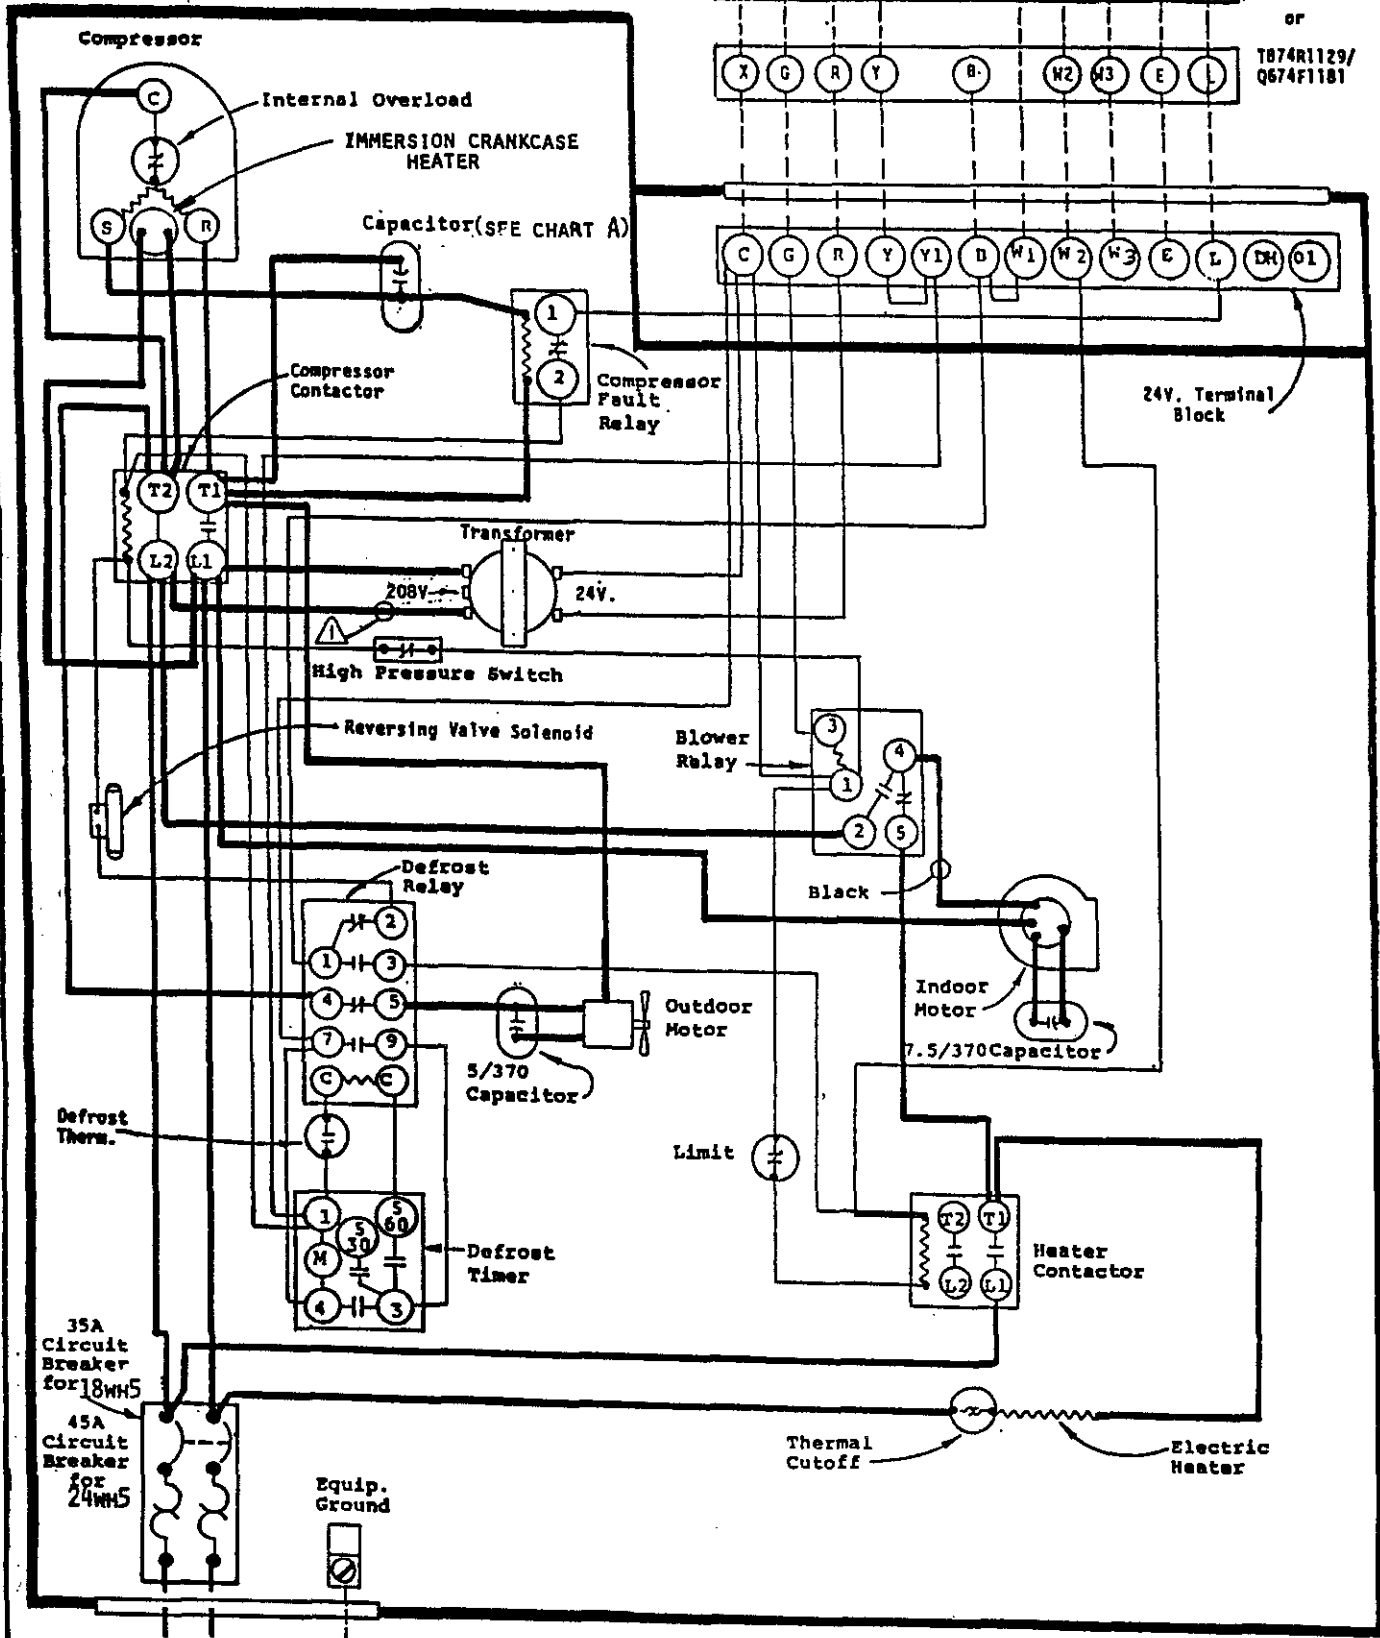 or
T874R1129/
Q674F1181
X G R Y B W2 W3 E L
Compressor
C
Internal Overload
IMMERSION CRANKCASE
HEATER
S R
Capacitor(SEE CHART A)
C G R Y Y1 B W1 W2 W3 E L DH O1
1
2
Compressor
Fault
Relay
24V. Terminal
Block
Compressor
Contactor
T2 T1
L2 L1
Transformer
208V
24V.
1
High Pressure Switch
Reversing Valve Solenoid
Blower
Relay
3
4
1
2 5
Black
Defrost
Relay
2
1 3
4 5
7 9
C C
Outdoor
Motor
5/370
Capacitor
Indoor
Motor
7.5/370Capacitor
Defrost
Therm.
Limit
1 S 30 S 60
M
4 3
Defrost
Timer
T2 T1
L2 L1
Heater
Contactor
35A
Circuit
Breaker
for 18WH5
45A
Circuit
Breaker
for
24WH5
Thermal
Cutoff
Electric
Heater
Equip.
Ground